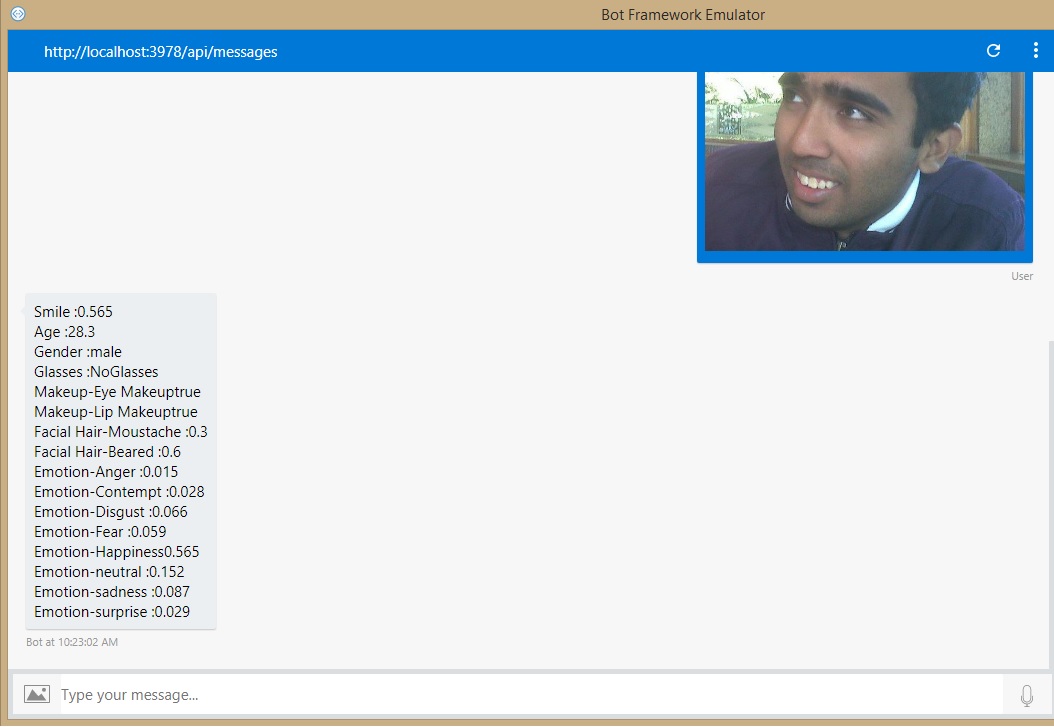 Bot Framework Emulator
http://localhost:3978/api/messages
User
Smile :0.565
Age :28.3
Gender :male
Glasses :NoGlasses
Makeup-Eye Makeuptrue
Makeup-Lip Makeuptrue
Facial Hair-Moustache :0.3
Facial Hair-Beared :0.6
Emotion-Anger :0.015
Emotion-Contempt :0.028
Emotion-Disgust :0.066
Emotion-Fear :0.059
Emotion-Happiness0.565
Emotion-neutral :0.152
Emotion-sadness :0.087
Emotion-surprise :0.029
Bot at 10:23:02 AM
Type your message...